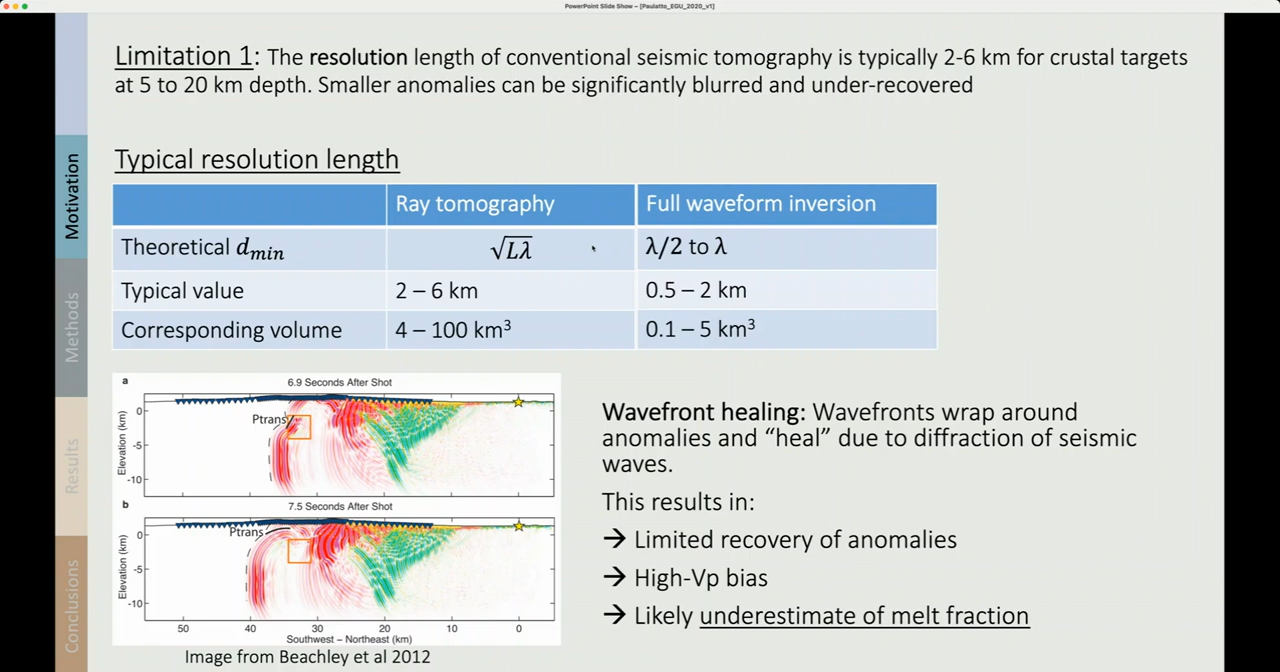 PowerPoint Slide Show – [Paulatto_EGU_2020_v1]
Limitation 1: The resolution length of conventional seismic tomography is typically 2-6 km for crustal targets
at 5 to 20 km depth. Smaller anomalies can be significantly blurred and under-recovered
Typical resolution length
Ray tomography Full waveform inversion
Theoretical d_min √Lλ λ/2 to λ
Typical value 2 – 6 km 0.5 – 2 km
Corresponding volume 4 – 100 km³ 0.1 – 5 km³
Motivation
Methods
Results
Conclusions
a 6.9 Seconds After Shot
Ptrans
Elevation (km)
0
-5
-10
b 7.5 Seconds After Shot
Ptrans
Elevation (km)
0
-5
-10
50 40 30 20 10 0
Southwest – Northeast (km)
Image from Beachley et al 2012
Wavefront healing: Wavefronts wrap around
anomalies and “heal” due to diffraction of seismic
waves.
This results in:
→ Limited recovery of anomalies
→ High-Vp bias
→ Likely underestimate of melt fraction